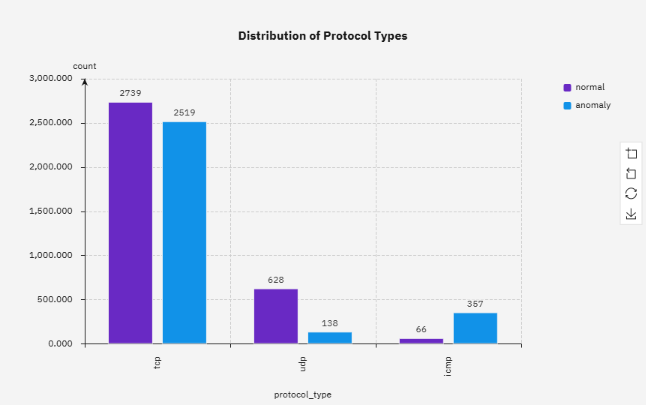 Distribution of Protocol Types
count
normal
anomaly
3,000.000
2,500.000
2,000.000
1,500.000
1,000.000
500.000
0.000
2739
2519
628
138
66
357
tcp
udp
icmp
protocol_type